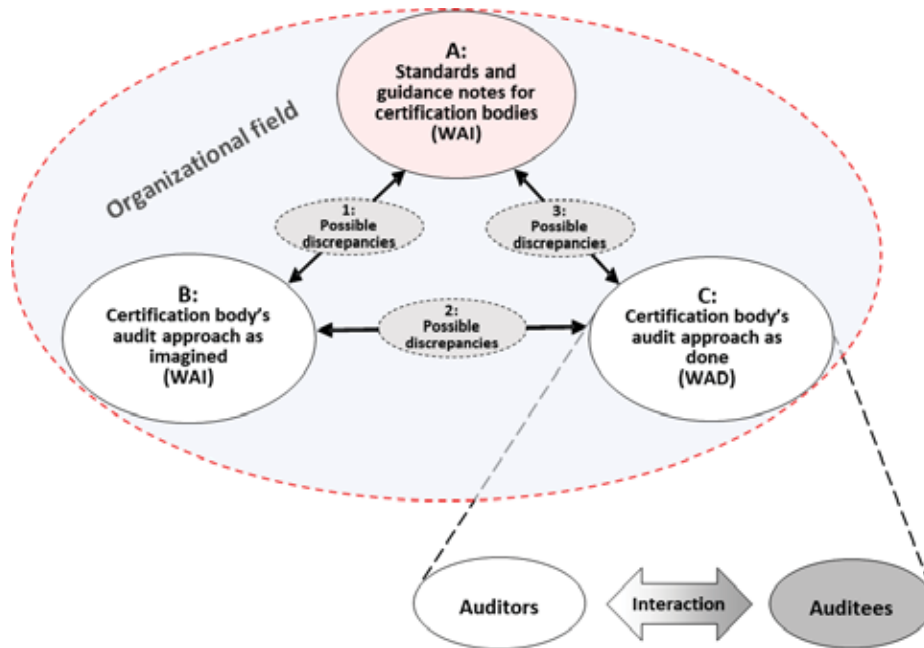 A:
Standards and
guidance notes for
certification bodies
(WAI)
Organizational field
1:
Possible
discrepancies
3:
Possible
discrepancies
B:
Certification body's
audit approach as
imagined
(WAI)
2:
Possible
discrepancies
C:
Certification body's
audit approach as
done
(WAD)
Auditors
Interaction
Auditees